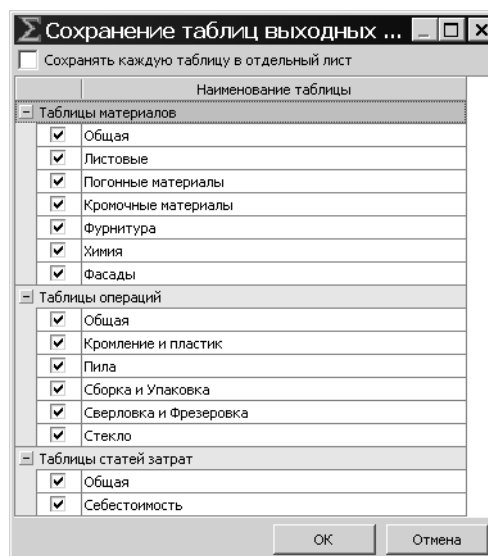 Сохранение таблиц выходных ...
Сохранять каждую таблицу в отдельный лист
Наименование таблицы
Таблицы материалов
Общая
Листовые
Погонные материалы
Кромочные материалы
Фурнитура
Химия
Фасады
Таблицы операций
Общая
Кромление и пластик
Пила
Сборка и Упаковка
Сверловка и Фрезеровка
Стекло
Таблицы статей затрат
Общая
Себестоимость
ОК Отмена